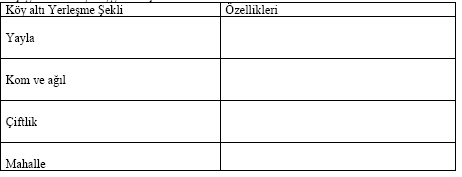 Köy altı Yerleşme Şekli Özellikleri
Yayla
Kom ve ağıl
Çiftlik
Mahalle